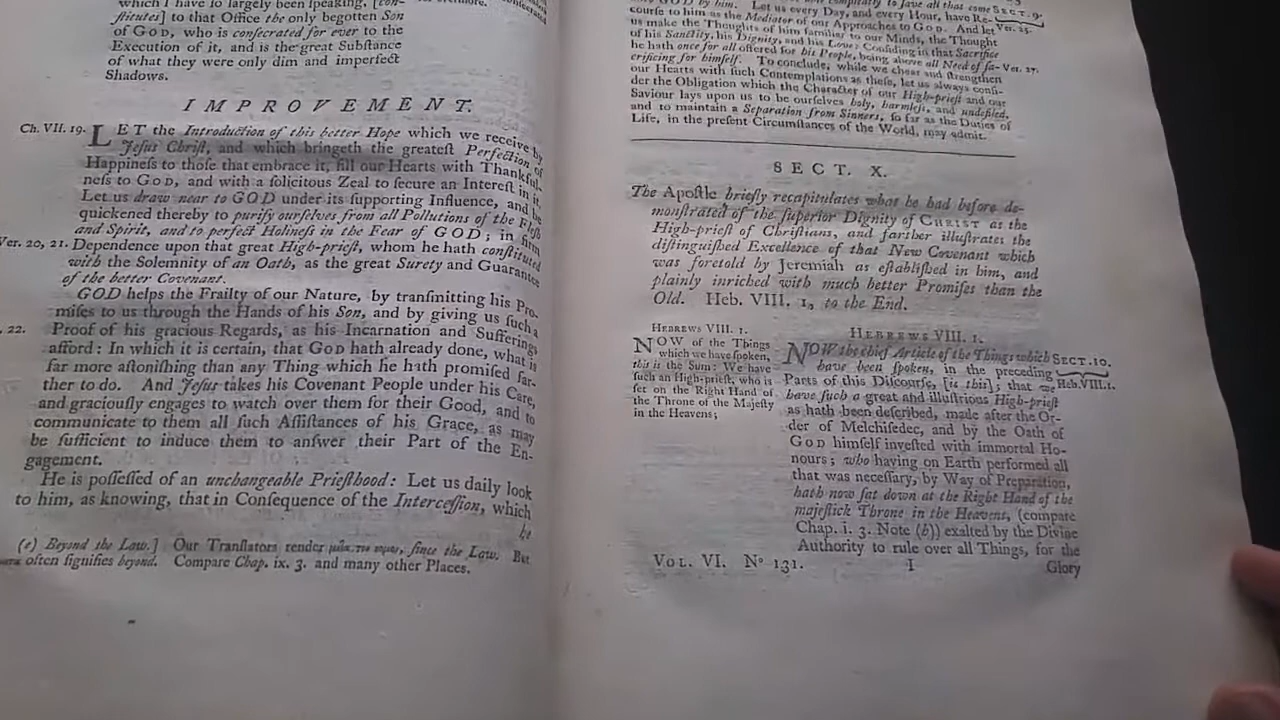 which I have so largely been speaking, [con-
stitutes] to that Office the only begotten Son
of GOD, who is consecrated for ever to the
Execution of it, and is the great Substance
of what they were only dim and imperfect
Shadows.
IMPROVEMENT.
Ch. VII. 19. LET the Introduction of this better Hope which we receive by
Jesus Christ, and which bringeth the greatest Perfection of
Happiness to those that embrace it, fill our Hearts with Thankful-
ness to GOD, and with a solicitous Zeal to secure an Interest in it.
Let us draw near to GOD under its supporting Influence, and be
quickened thereby to purify ourselves from all Pollutions of the Flesh
and Spirit, and to perfect Holiness in the Fear of GOD; in firm
Ver. 20, 21. Dependence upon that great High-priest, whom he hath constituted
with the Solemnity of an Oath, as the great Surety and Guarantee
of the better Covenant.
GOD helps the Frailty of our Nature, by transmitting his Pro-
mises to us through the Hands of his Son, and by giving us such a
22. Proof of his gracious Regards, as his Incarnation and Sufferings
afford: In which it is certain, that GOD hath already done, what is
far more astonishing than any Thing which he hath promised far-
ther to do. And Jesus takes his Covenant People under his Care,
and graciously engages to watch over them for their Good, and to
communicate to them all such Assistances of his Grace, as may
be sufficient to induce them to answer their Part of the En-
gagement.
He is possessed of an unchangeable Priesthood: Let us daily look
to him, as knowing, that in Consequence of the Intercession, which
he
(e) Beyond the Law.] Our Translators render since the Law. But
often signifies beyond. Compare Chap. ix. 3. and many other Places.
to save all that come SECT. 9.
GOD by him. Let us every Day, and every Hour, have Re-
course to him as the Mediator of our Approaches to GOD. And let Ver. 25.
us make the Thoughts of him familiar to our Minds, the Thought
of his Sanctity, his Dignity, and his Love; Confiding in that Sacrifice
he hath once for all offered for his People, being above all Need of sa- Ver. 27.
crificing for himself. To conclude, while we chear and strengthen
our Hearts with such Contemplations as these, let us always consi-
der the Obligation which the Character of our High-priest and our
Saviour lays upon us to be ourselves holy, harmless, and undefiled,
and to maintain a Separation from Sinners, so far as the Duties of
Life, in the present Circumstances of the World, may admit.
SECT. X.
The Apostle briefly recapitulates what he had before de-
monstrated of the superior Dignity of CHRIST as the
High-priest of Christians, and farther illustrates the
distinguished Excellence of that New Covenant which
was foretold by Jeremiah as established in him, and
plainly inriched with much better Promises than the
Old. Heb. VIII. 1, to the End.
HEBREWS VIII. 1.
NOW of the Things
which we have spoken,
this is the Sum: We have
such an High-priest, who is
set on the Right Hand of
the Throne of the Majesty
in the Heavens;
HEBREWS VIII. 1.
NOW the chief Article of the Things which SECT. 10.
have been spoken, in the preceding
Parts of this Discourse, [is this]; that we Heb. VIII. 1.
have such a great and illustrious High-priest
as hath been described, made after the Or-
der of Melchisedec, and by the Oath of
GOD himself invested with immortal Ho-
nours; who having on Earth performed all
that was necessary, by Way of Preparation,
hath now sat down at the Right Hand of the
majestick Throne in the Heavens, (compare
Chap. i. 3. Note (b)) exalted by the Divine
Authority to rule over all Things, for the
VOL. VI. Nº 131. I Glory